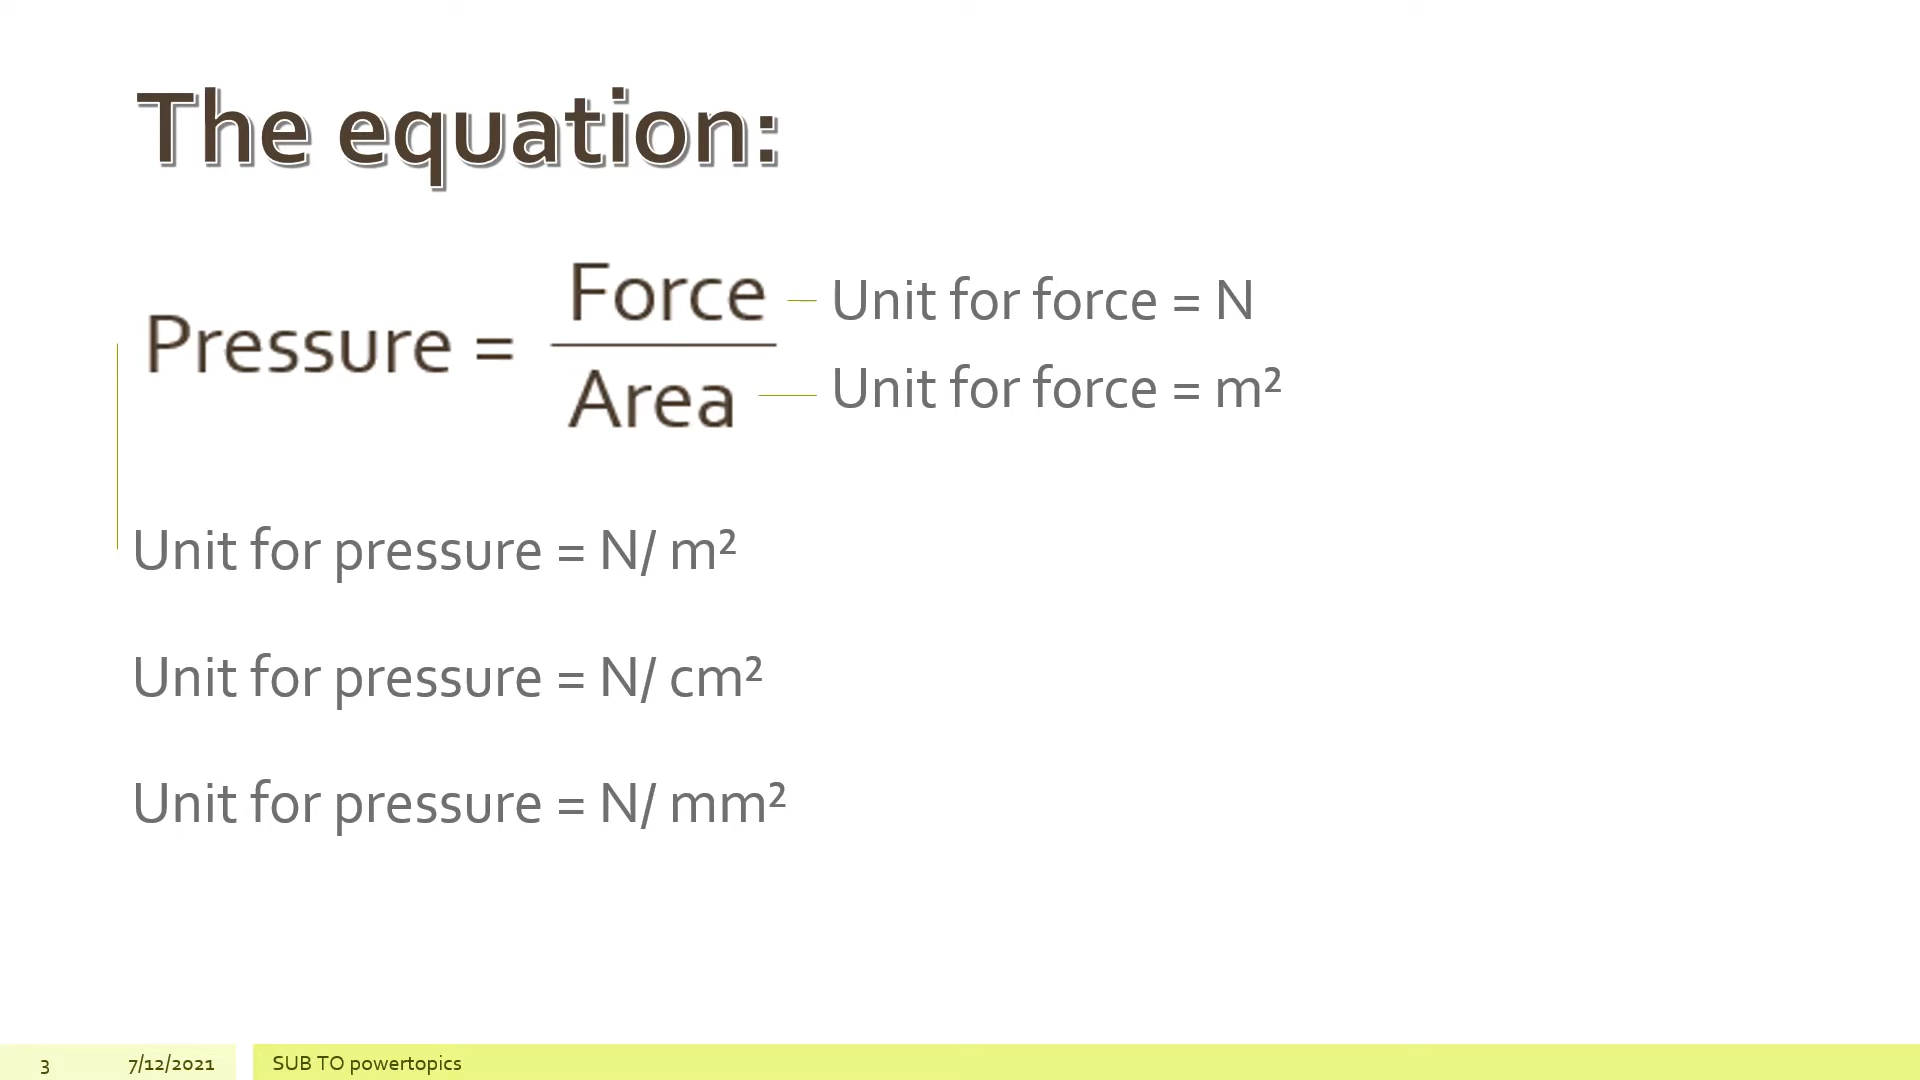 The equation:
Pressure = Force
Area
Unit for force = N
Unit for force = m²
Unit for pressure = N/ m²
Unit for pressure = N/ cm²
Unit for pressure = N/ mm²
3 7/12/2021 SUB TO powertopics